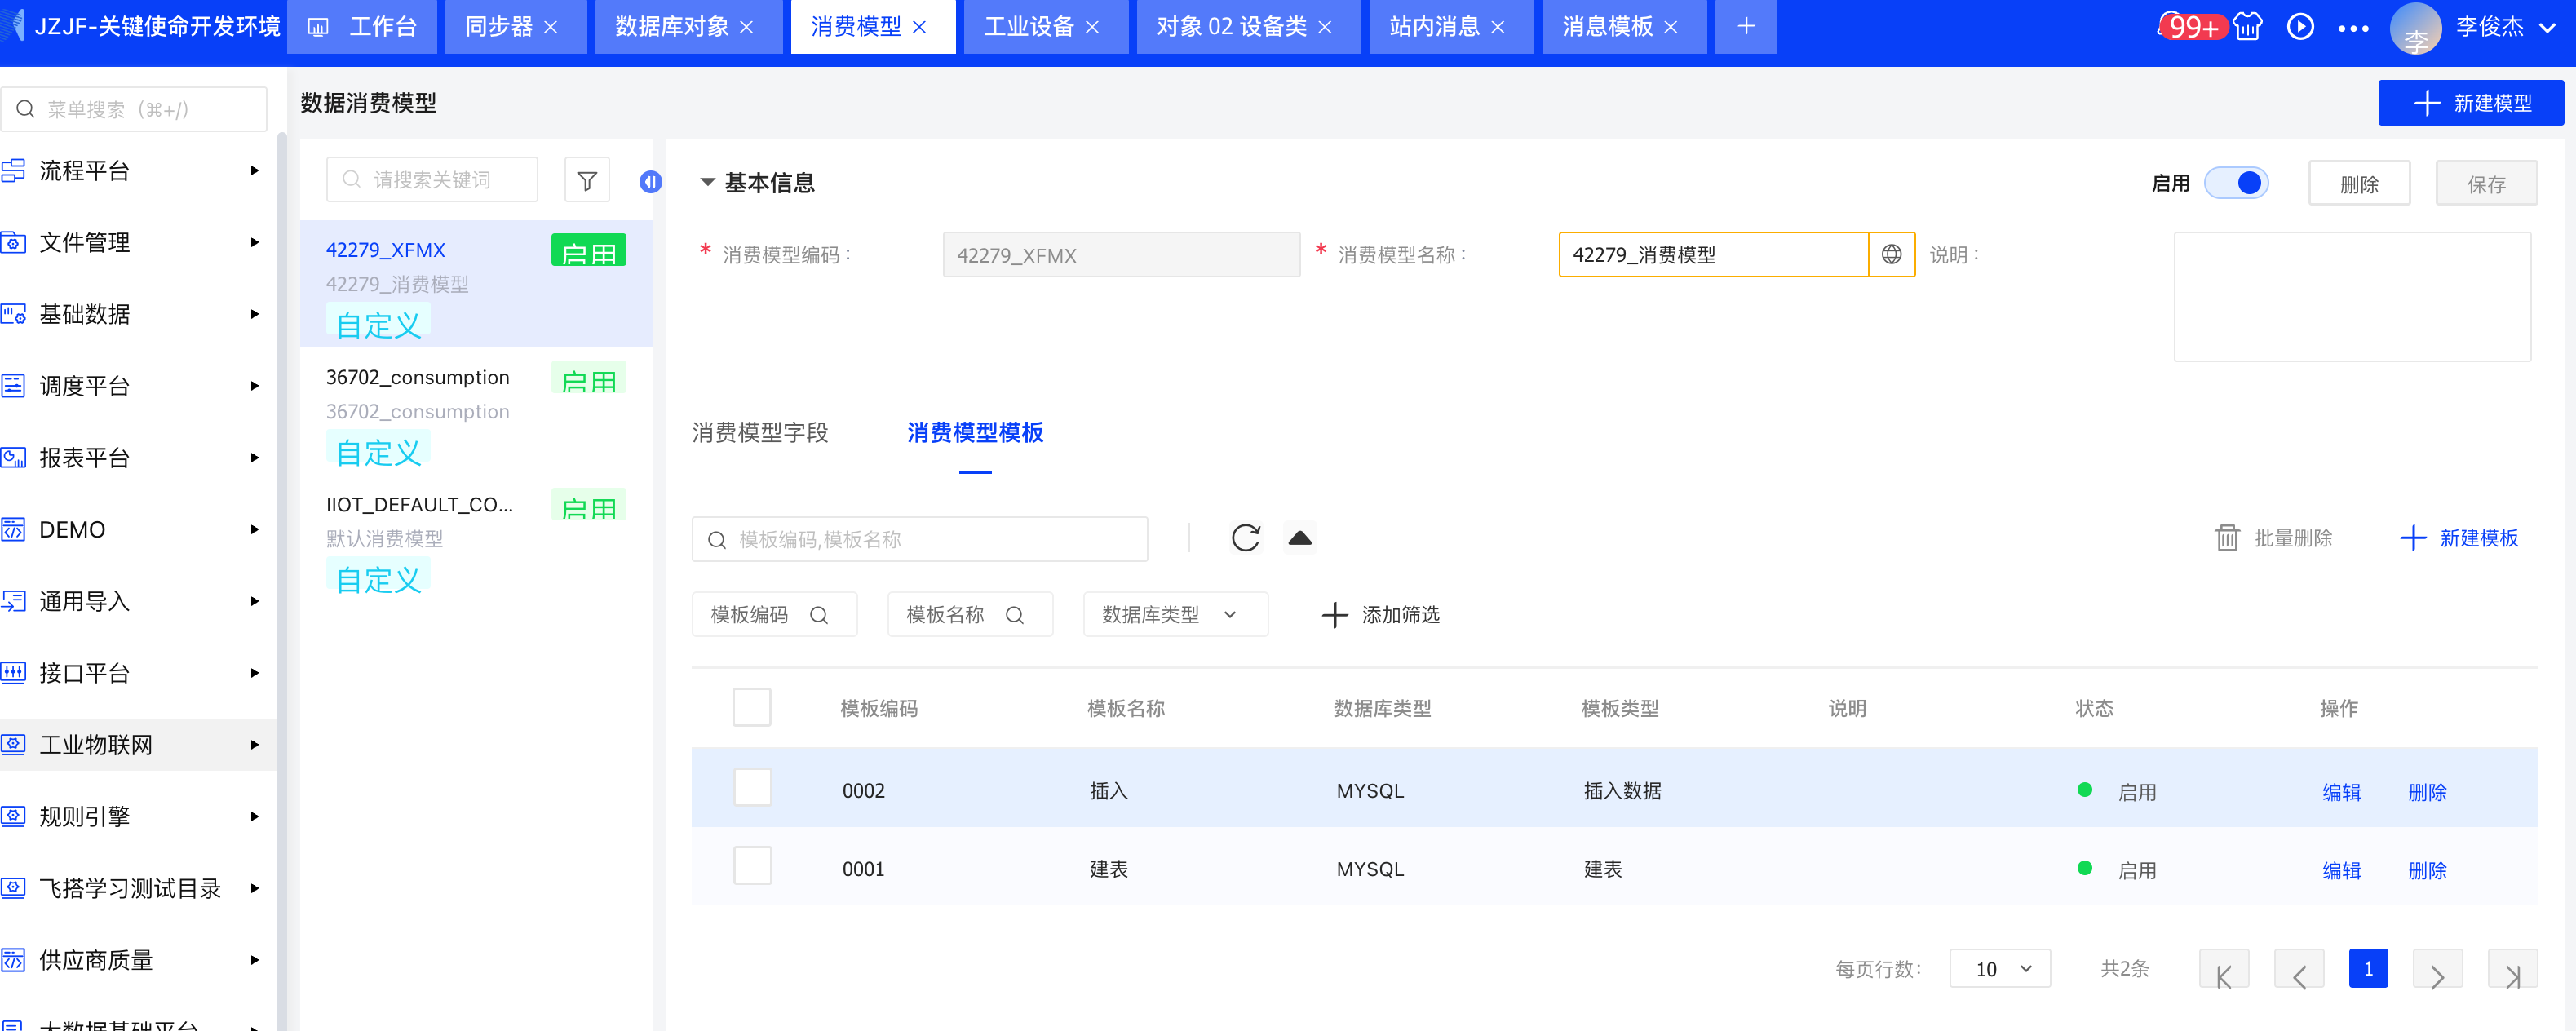 JZJF-关键使命开发环境
工作台
同步器
数据库对象
消费模型
工业设备
对象 02 设备类
站内消息
消息模板
99+
李
李俊杰
菜单搜索（⌘+/）
流程平台
文件管理
基础数据
调度平台
报表平台
DEMO
通用导入
接口平台
工业物联网
规则引擎
飞搭学习测试目录
供应商质量
大数据基础平台
数据消费模型
新建模型
请搜索关键词
42279_XFMX
启用
42279_消费模型
自定义
36702_consumption
启用
36702_consumption
自定义
IIOT_DEFAULT_CO...
启用
默认消费模型
自定义
基本信息
启用
删除
保存
* 消费模型编码：
42279_XFMX
* 消费模型名称：
42279_消费模型
说明：
消费模型字段
消费模型模板
模板编码,模板名称
批量删除
新建模板
模板编码
模板名称
数据库类型
添加筛选
模板编码 模板名称 数据库类型 模板类型 说明 状态 操作
0002 插入 MYSQL 插入数据 启用 编辑 删除
0001 建表 MYSQL 建表 启用 编辑 删除
每页行数： 10 共2条 1